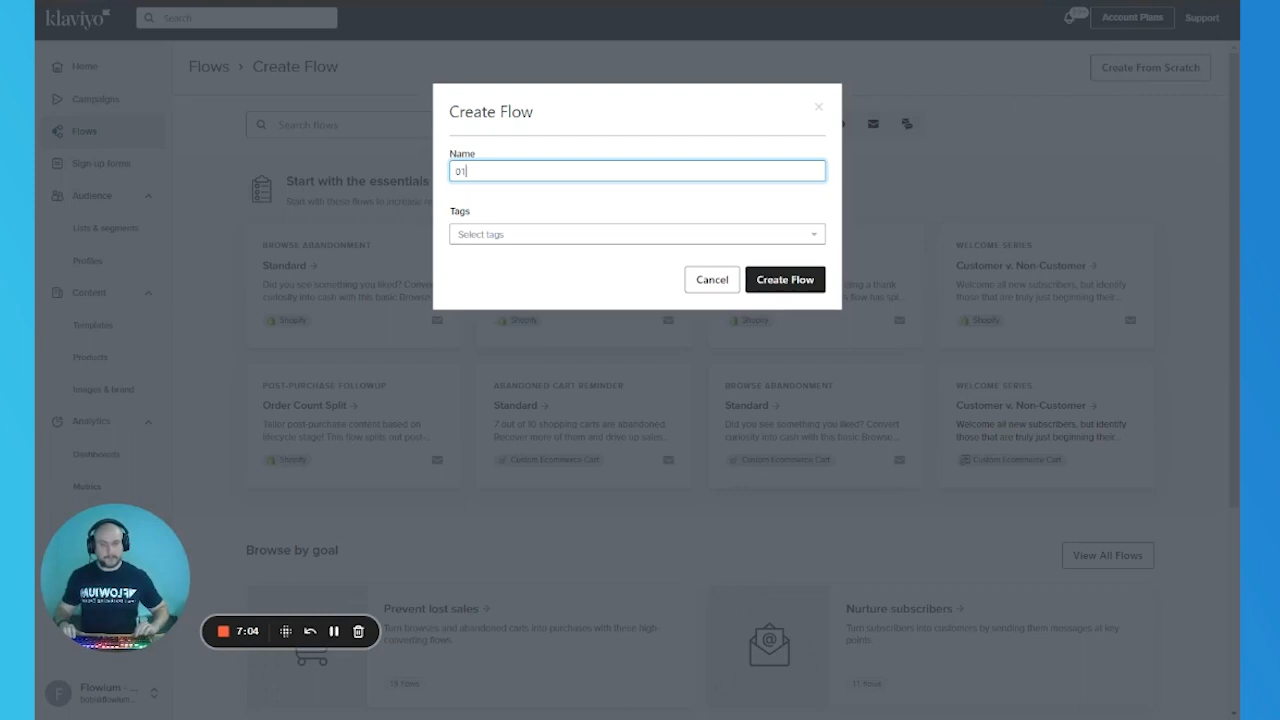 klaviyo
Search
Account Plans
Support
Home
Campaigns
Flows
Sign up forms
Audience
Lists & segments
Profiles
Content
Templates
Products
Images & brand
Analytics
Dashboards
Metrics
F
Flowium - ...
Flows › Create Flow
Create From Scratch
Search flows
Start with the essentials
Start with these flows to increase re
Create Flow
Name
01
Tags
Select tags
Cancel
Create Flow
BROWSE ABANDONMENT
Standard →
Did you see something you liked? Conver
curiosity into cash with this basic Brows
Shopify
Shopify
ing a thank
s flow has spl...
Shopify
WELCOME SERIES
Customer v. Non-Customer →
Welcome all new subscribers, but identify
those that are truly just beginning their...
Shopify
POST-PURCHASE FOLLOWUP
Order Count Split →
Tailor post-purchase content based on
lifecycle stage! This flow splits out post-...
Shopify
ABANDONED CART REMINDER
Standard →
7 out of 10 shopping carts are abandoned.
Recover more of them and drive up sales...
Custom Ecommerce Cart
BROWSE ABANDONMENT
Standard →
Did you see something you liked? Convert
curiosity into cash with this basic Browse...
Custom Ecommerce Cart
WELCOME SERIES
Customer v. Non-Customer →
Welcome all new subscribers, but identify
those that are truly just beginning their...
Custom Ecommerce Cart
Browse by goal
View All Flows
Prevent lost sales →
Turn browses and abandoned carts into purchases with these high-
converting flows.
Nurture subscribers →
Turn subscribers into customers by sending them messages at key
points.
11 flows
FLOWIUM
7:04